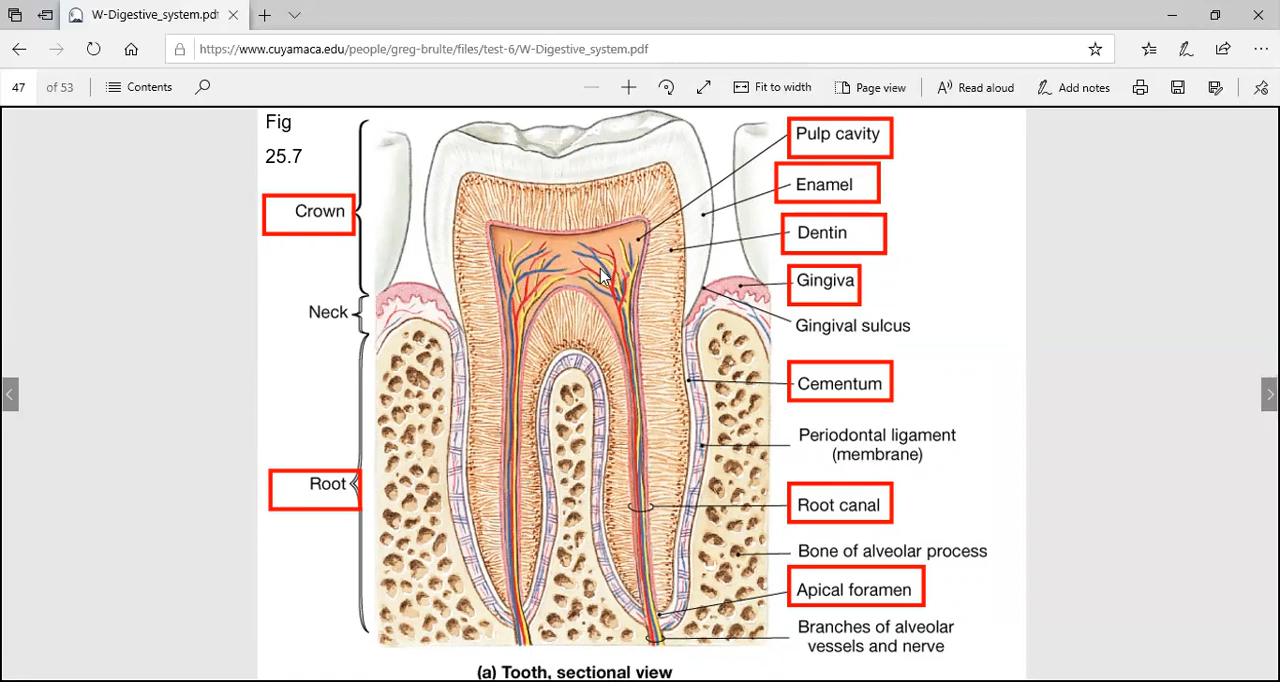 W-Digestive_system.pdf
https://www.cuyamaca.edu/people/greg-brulte/files/test-6/W-Digestive_system.pdf
47 of 53
Contents
Fit to width
Page view
A)) Read aloud
Add notes
Fig
25.7
Crown
Neck
Root
Pulp cavity
Enamel
Dentin
Gingiva
Gingival sulcus
Cementum
Periodontal ligament
(membrane)
Root canal
Bone of alveolar process
Apical foramen
Branches of alveolar
vessels and nerve
(a) Tooth, sectional view